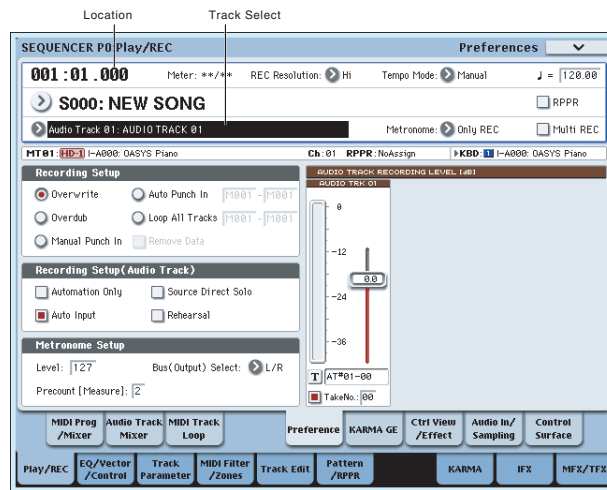 Location Track Select
SEQUENCER P0:Play/REC Preferences
001:01.000 Meter: **/** REC Resolution: Hi Tempo Mode: Manual ♩ = 120.00
S000: NEW SONG RPPR
Audio Track 01: AUDIO TRACK 01 Metronome: Only REC Multi REC
MT01: HD-1 I-A000: OASYS Piano Ch:01 RPPR:NoAssign KBD: 1 I-A000: OASYS Piano
Recording Setup
Overwrite Auto Punch In M001 - M001
Overdub Loop All Tracks M001 - M001
Manual Punch In Remove Data
Recording Setup(Audio Track)
Automation Only Source Direct Solo
Auto Input Rehearsal
Metronome Setup
Level: 127 Bus(Output) Select: L/R
Precount [Measure]: 2
AUDIO TRACK RECORDING LEVEL [dB]
AUDIO TRK 01
0
-12
0.0
-24
-36
T AT#01-00
TakeNo.: 00
MIDI Prog /Mixer Audio Track Mixer MIDI Track Loop Preference KARMA GE Ctrl View /Effect Audio In/ Sampling Control Surface
Play/REC EQ/Vector /Control Track Parameter MIDI Filter /Zones Track Edit Pattern /RPPR KARMA IFX MFX/TFX